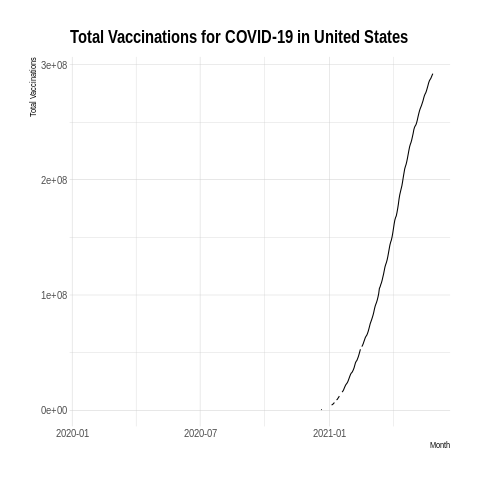 Total Vaccinations for COVID-19 in United States
Total Vaccinations
3e+08
2e+08
1e+08
0e+00
2020-01 2020-07 2021-01
Month